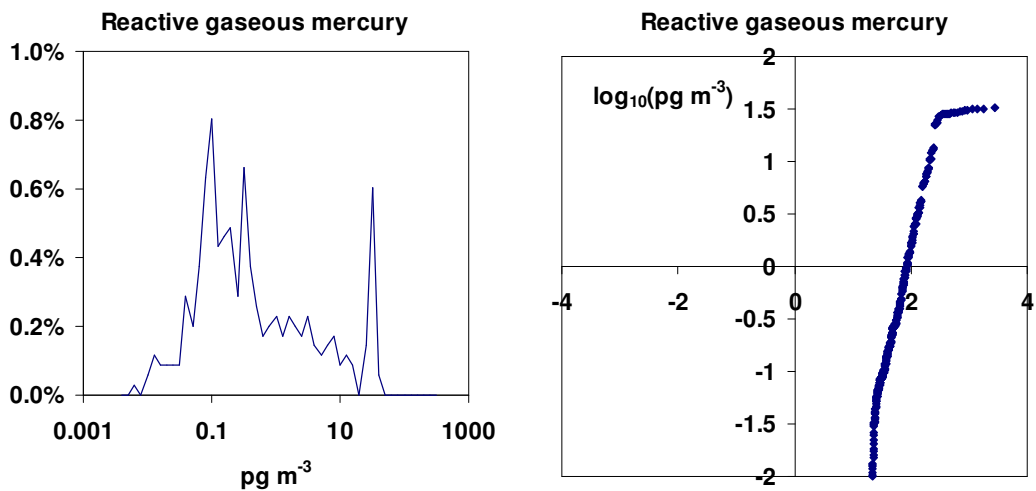 Reactive gaseous mercury
1.0%
0.8%
0.6%
0.4%
0.2%
0.0%
0.001 0.1 10 1000
pg m⁻³
Reactive gaseous mercury
log₁₀(pg m⁻³)
2
1.5
1
0.5
0
-4 -2 0 2 4
-0.5
-1
-1.5
-2